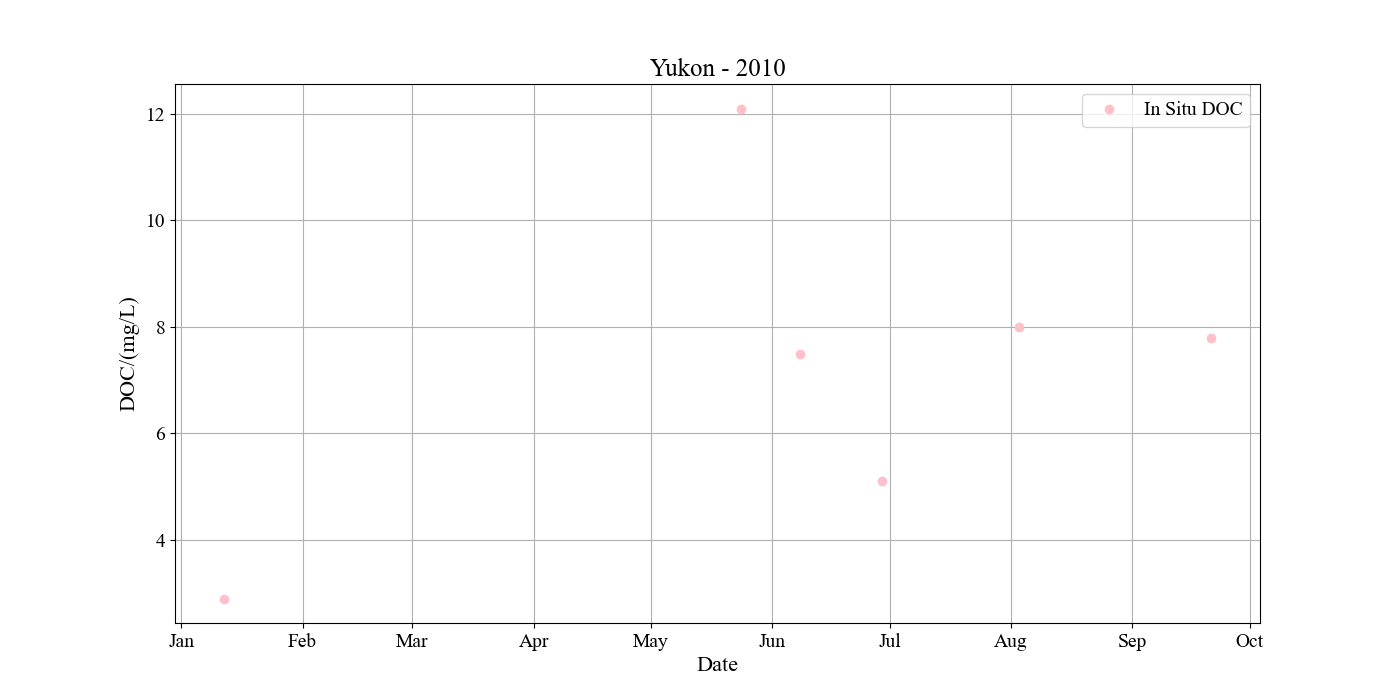 Yukon - 2010
In Situ DOC
DOC/(mg/L)
12
10
8
6
4
Jan Feb Mar Apr May Jun Jul Aug Sep Oct
Date